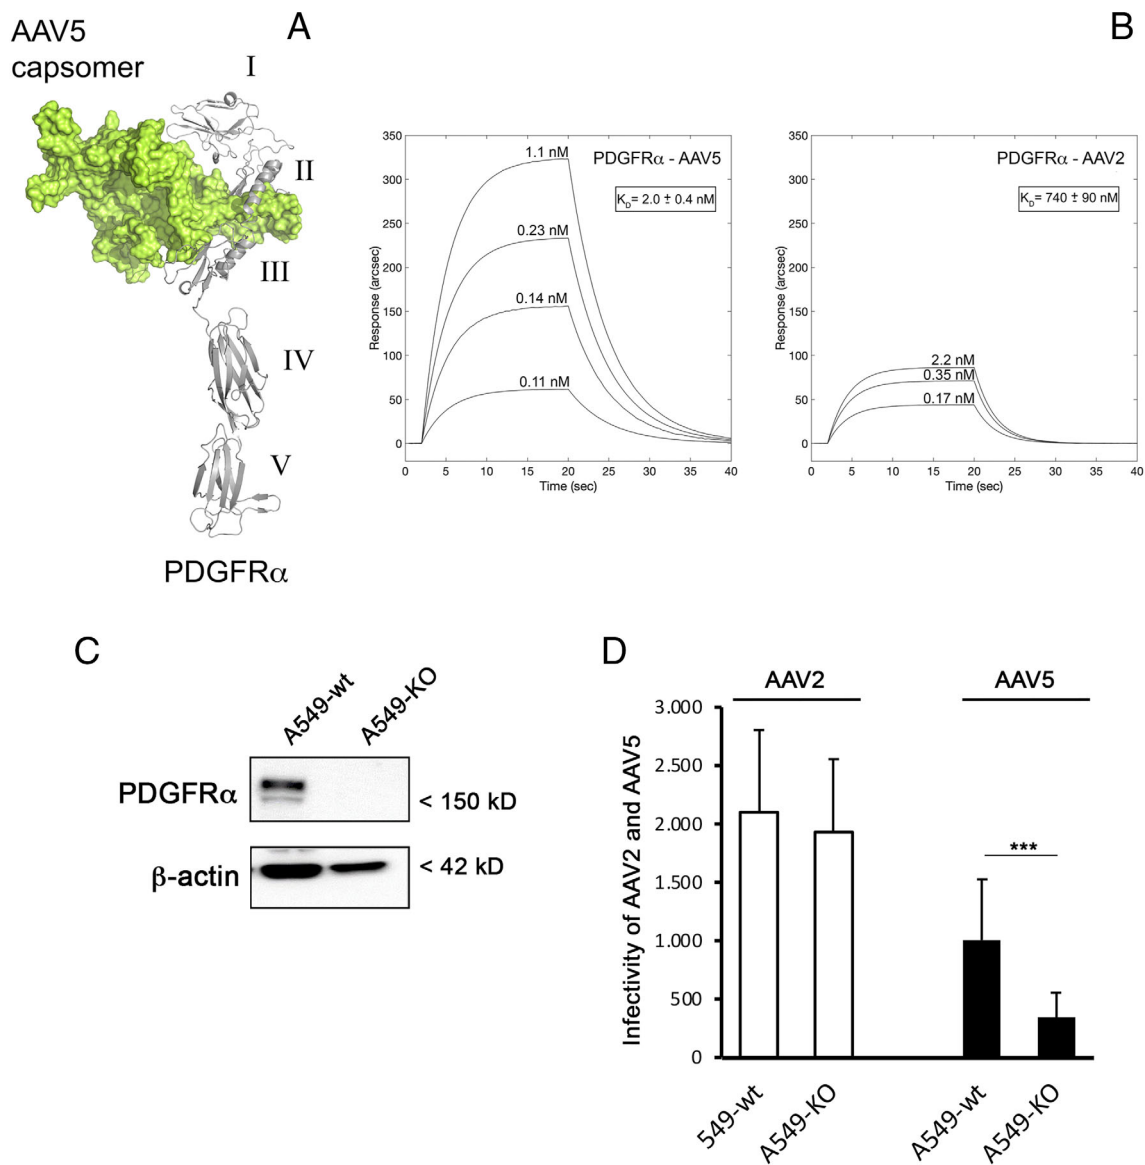 AAV5
capsomer
A
I
II
III
IV
V
PDGFRα
B
350
300
250
200
150
100
50
0
Response (arcsec)
0 5 10 15 20 25 30 35 40
Time (sec)
PDGFRα - AAV5
K_D= 2.0 ± 0.4 nM
1.1 nM
0.23 nM
0.14 nM
0.11 nM
350
300
250
200
150
100
50
0
Response (arcsec)
0 5 10 15 20 25 30 35 40
Time (sec)
PDGFRα - AAV2
K_D= 740 ± 90 nM
2.2 nM
0.35 nM
0.17 nM
C
A549-wt
A549-KO
PDGFRα
< 150 kD
β-actin
< 42 kD
D
AAV2
AAV5
Infectivity of AAV2 and AAV5
3.000
2.500
2.000
1.500
1.000
500
0
***
549-wt
A549-KO
A549-wt
A549-KO